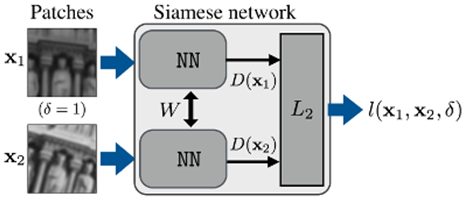 Patches Siamese network
x₁ NN D(x₁)
(δ = 1) W L₂ l(x₁, x₂, δ)
x₂ NN D(x₂)